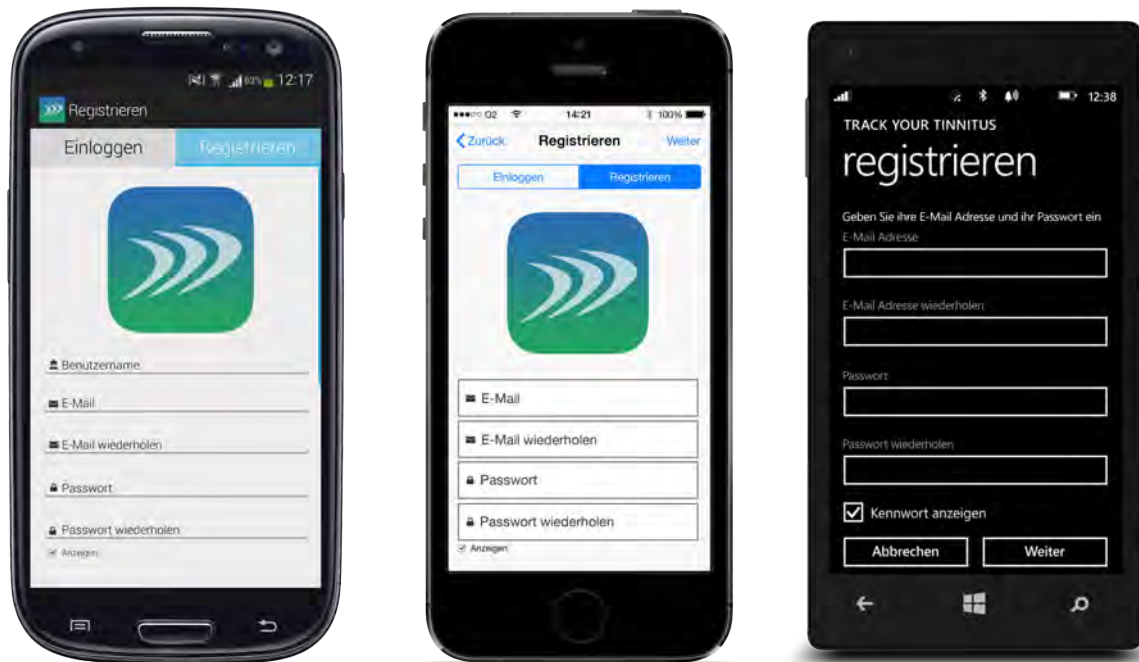 12:17
Registrieren
Einloggen
Registrieren
Benutzername
E-Mail
E-Mail wiederholen
Passwort
Passwort wiederholen
Anzeigen
O2 14:21 100%
Zurück Registrieren Weiter
Einloggen Registrieren
E-Mail
E-Mail wiederholen
Passwort
Passwort wiederholen
Anzeigen
12:38
TRACK YOUR TINNITUS
registrieren
Geben Sie ihre E-Mail Adresse und ihr Passwort ein
E-Mail Adresse
E-Mail Adresse wiederholen
Passwort
Passwort wiederholen
Kennwort anzeigen
Abbrechen Weiter